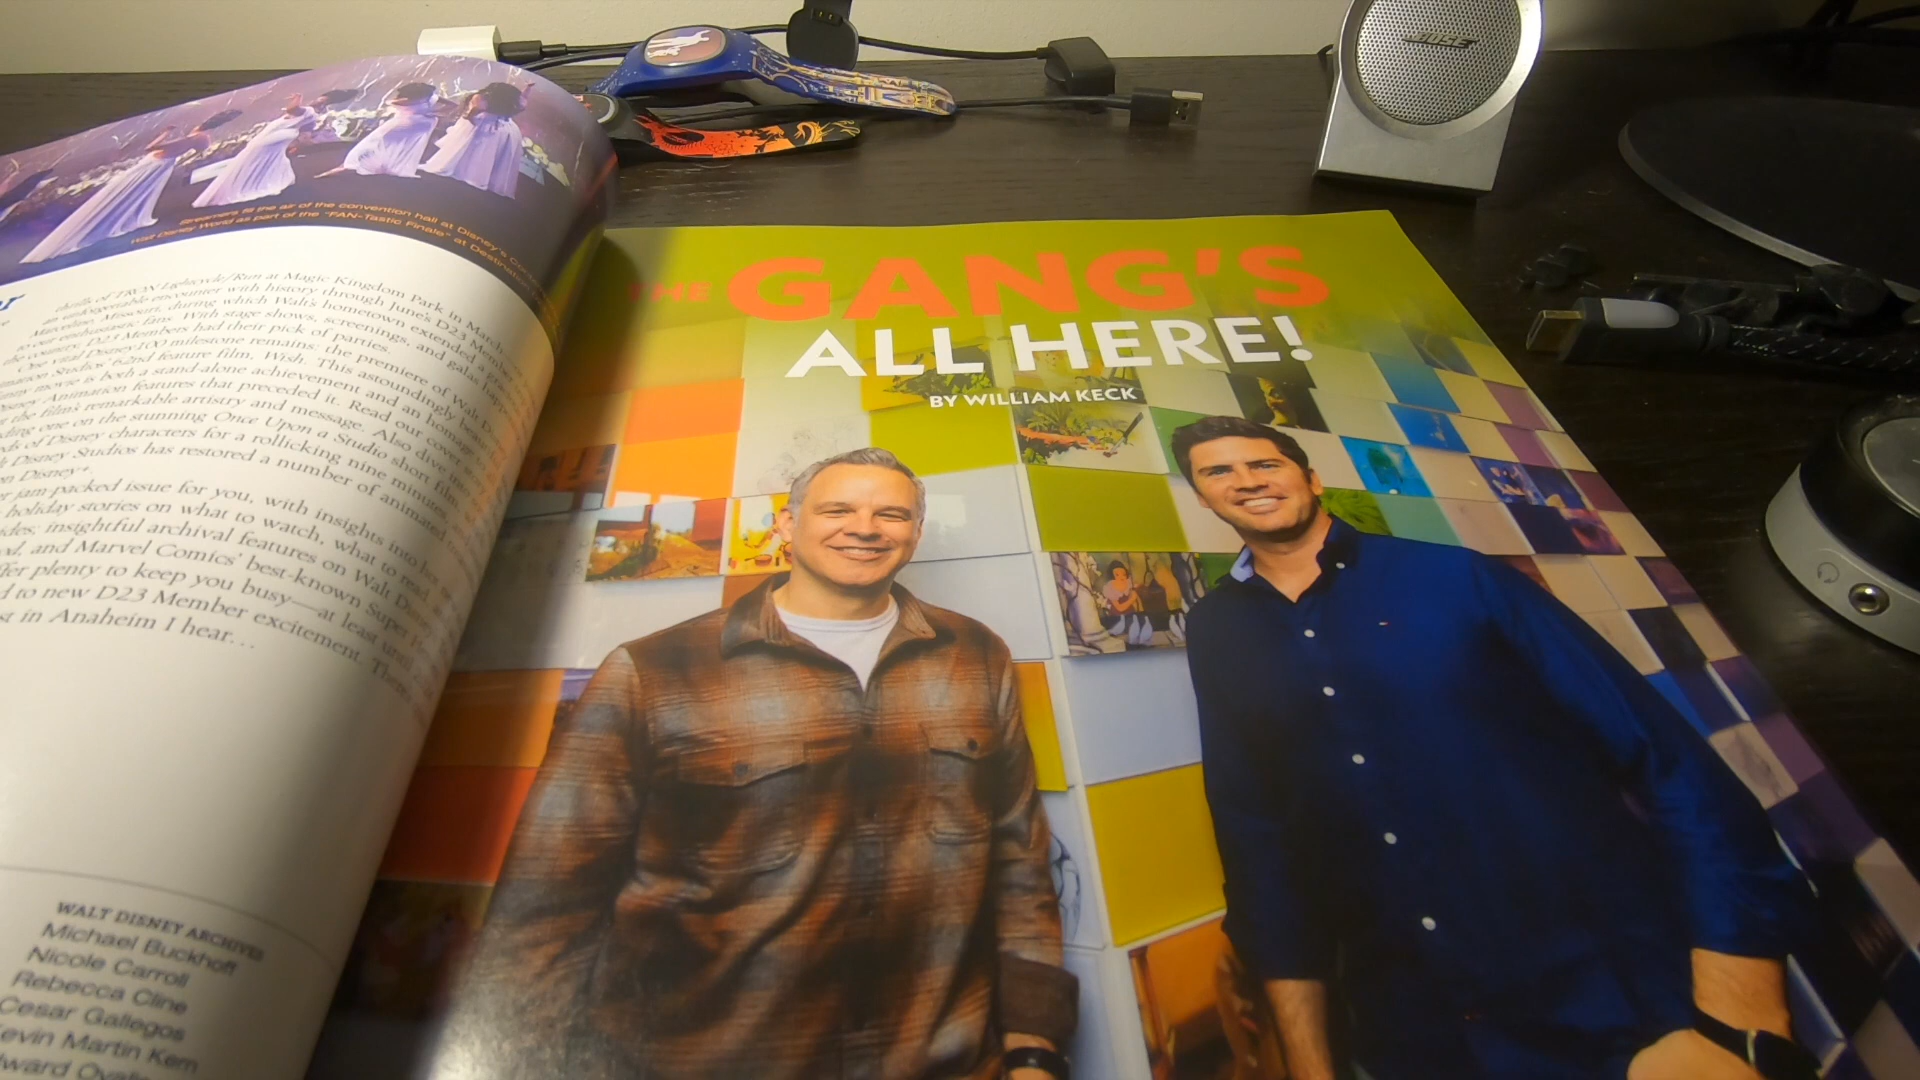 BOSE
Streamers fill the air of the convention hall at Disney's
Walt Disney World as part of the "FAN-Tastic Finale" at
thrills of TRON Lightcycle/Run at Magic Kingdom Park in March
an unforgettable encounter with history through June's D23 Member
Marceline, Missouri, during which Walt's hometown extended a
to our enthusiastic fans. With stage shows, screenings, and galas
the country, D23 Members had their pick of parties.
One vital Disney100 milestone remains: the premiere of Walt
Animation Studios' 62nd feature film, Wish. This astoundingly
movie is both a stand-alone achievement and an homage
Disney Animation features that preceded it. Read our cover
the film's remarkable artistry and message. Also dive into
one on the stunning Once Upon a Studio short film
of Disney characters for a rollicking nine minutes
Disney Studios has restored a number of animated
on Disney+.
jam-packed issue for you, with insights into
holiday stories on what to watch, what to read
insightful archival features on Walt
and Marvel Comics' best-known Super
plenty to keep you busy—at least until
to new D23 Member excitement. There
in Anaheim I hear...
WALT DISNEY ARCHIVES
Michael Buckhoff
Nicole Carroll
Rebecca Cline
Cesar Gallegos
Kevin Martin Kern
THE GANG'S
ALL HERE!
BY WILLIAM KECK